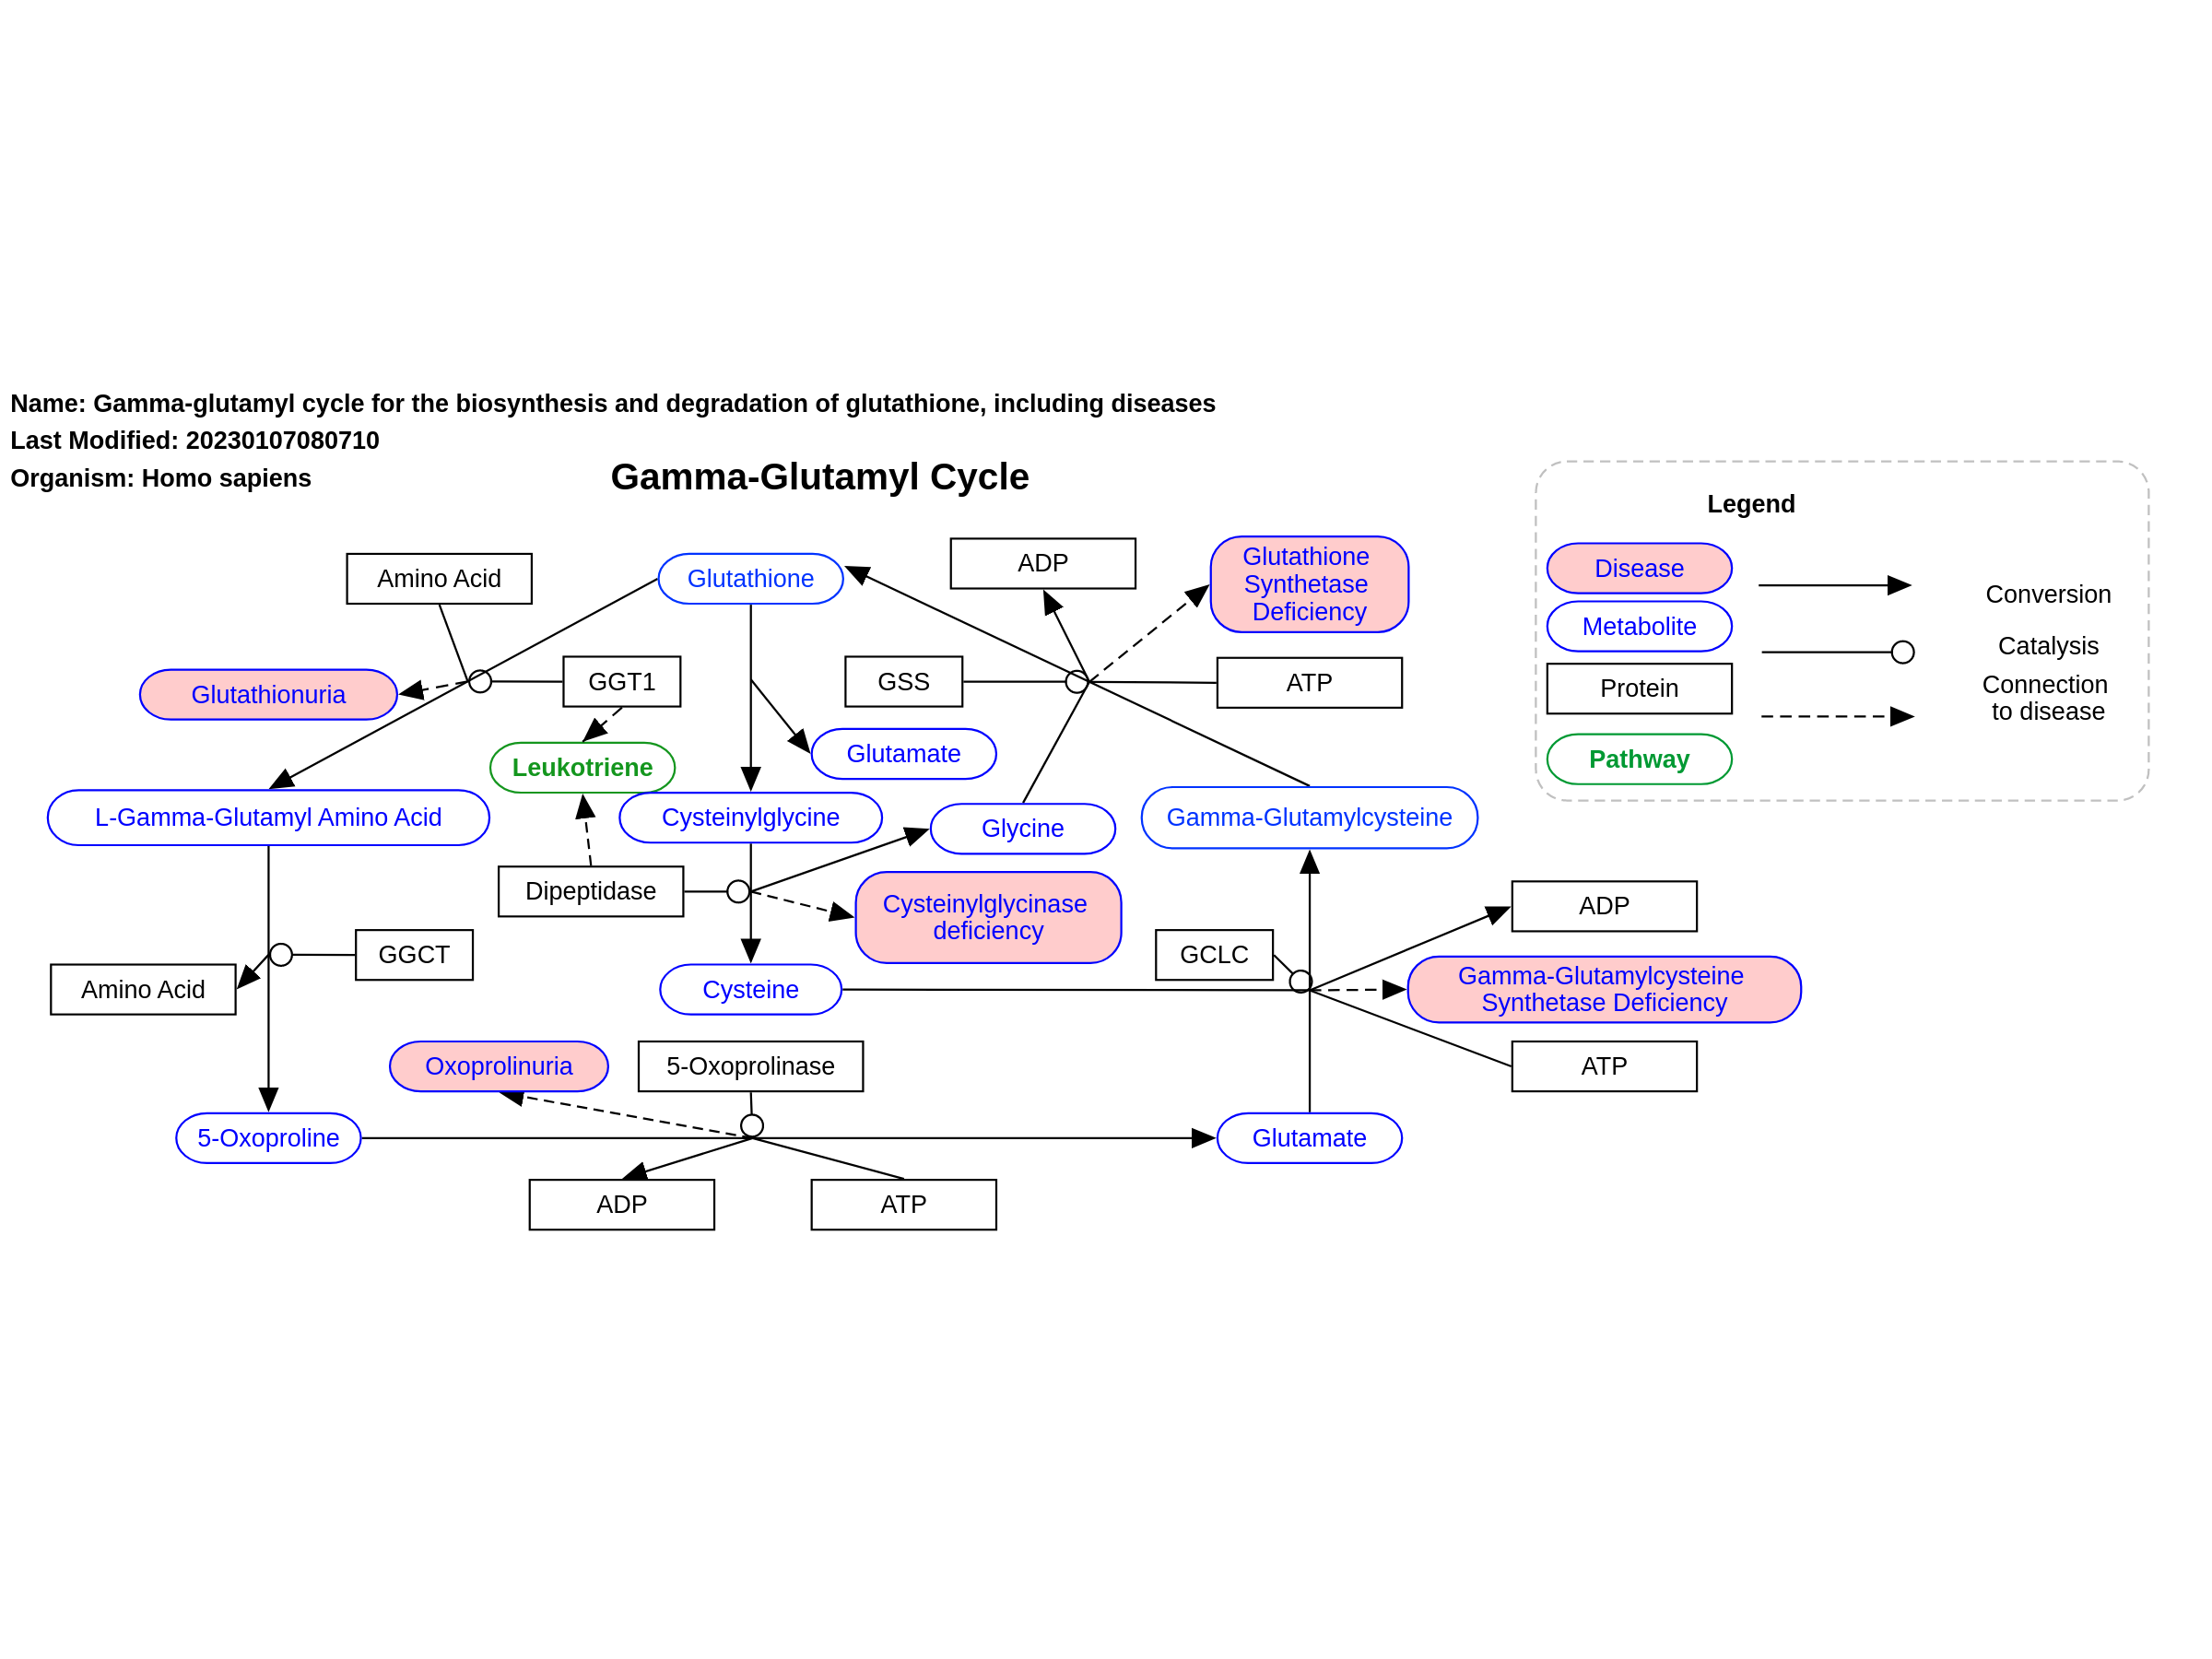 Name: Gamma-glutamyl cycle for the biosynthesis and degradation of glutathione, including diseases
Last Modified: 20230107080710
Organism: Homo sapiens
Gamma-Glutamyl Cycle
Legend
Disease
Metabolite
Protein
Pathway
Conversion
Catalysis
Connection
to disease
Amino Acid
Glutathione
ADP
Glutathione
Synthetase
Deficiency
Glutathionuria
GGT1
GSS
ATP
Leukotriene
Glutamate
L-Gamma-Glutamyl Amino Acid
Cysteinylglycine
Glycine
Gamma-Glutamylcysteine
Dipeptidase
Cysteinylglycinase
deficiency
ADP
GGCT
GCLC
Amino Acid
Cysteine
Gamma-Glutamylcysteine
Synthetase Deficiency
Oxoprolinuria
5-Oxoprolinase
ATP
5-Oxoproline
Glutamate
ADP
ATP